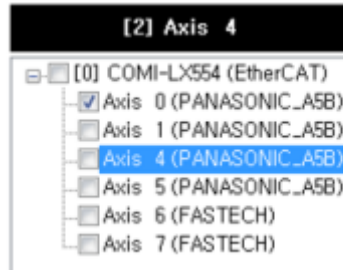 [2] Axis 4
[0] COMI-LX554 (EtherCAT)
Axis 0 (PANASONIC_A5B)
Axis 1 (PANASONIC_A5B)
Axis 4 (PANASONIC_A5B)
Axis 5 (PANASONIC_A5B)
Axis 6 (FASTECH)
Axis 7 (FASTECH)